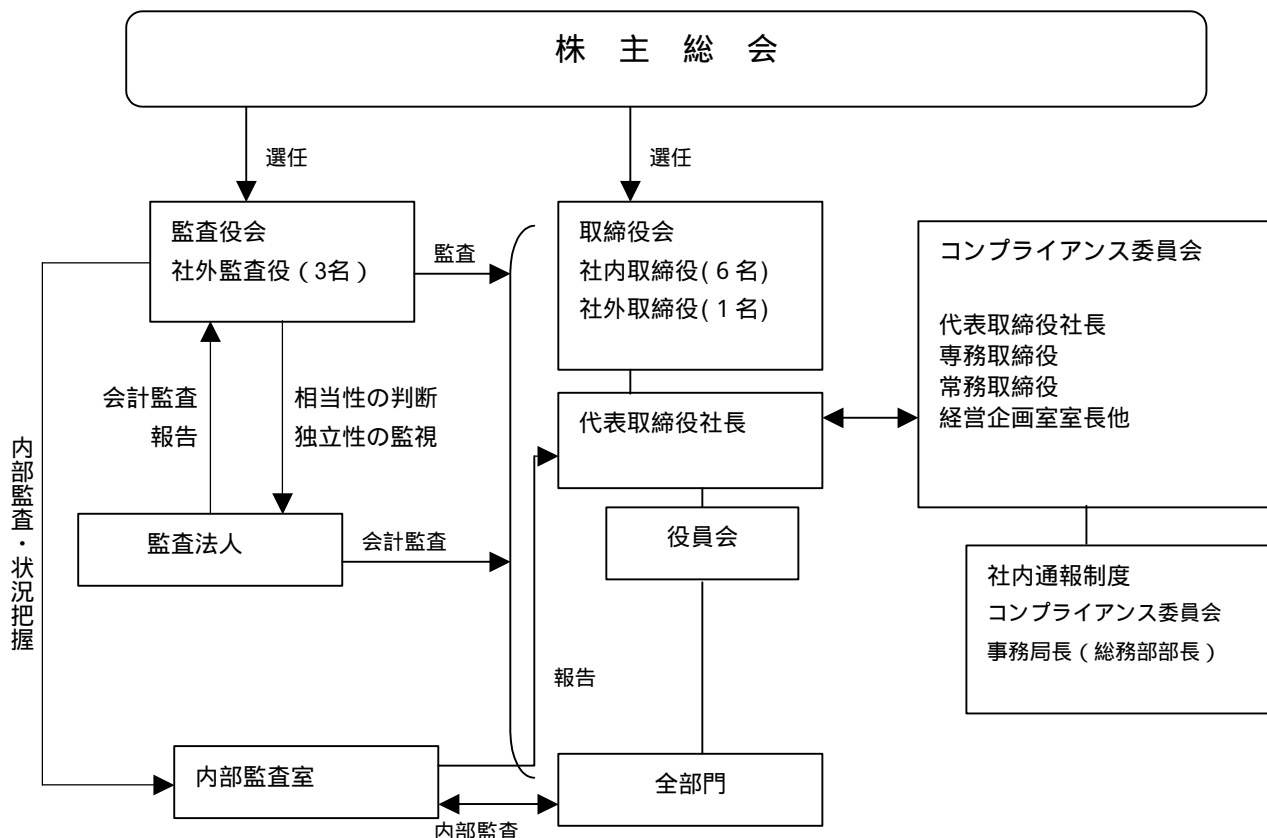 株 主 総 会
選任
選任
監査役会
社外監査役（3名）
監査
取締役会
社内取締役(６名)
社外取締役(１名)
コンプライアンス委員会
代表取締役社長
専務取締役
常務取締役
経営企画室室長他
会計監査
報告
相当性の判断
独立性の監視
代表取締役社長
内部監査・状況把握
監査法人
会計監査
役員会
社内通報制度
コンプライアンス委員会
事務局長（総務部部長）
報告
内部監査室
全部門
内部監査